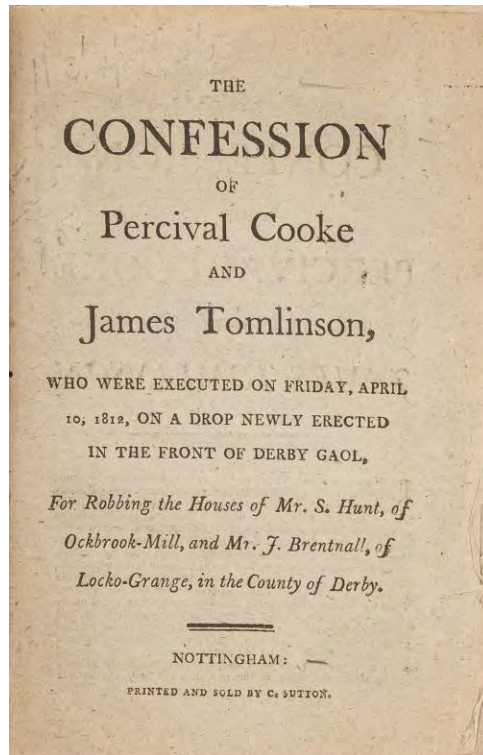 THE
CONFESSION
OF
Percival Cooke
AND
James Tomlinson,
WHO WERE EXECUTED ON FRIDAY, APRIL
10, 1812, ON A DROP NEWLY ERECTED
IN THE FRONT OF DERBY GAOL,
For Robbing the Houses of Mr. S. Hunt, of
Ockbrook-Mill, and Mr. J. Brentnall, of
Locko-Grange, in the County of Derby.
NOTTINGHAM:
PRINTED AND SOLD BY C. SUTTON.